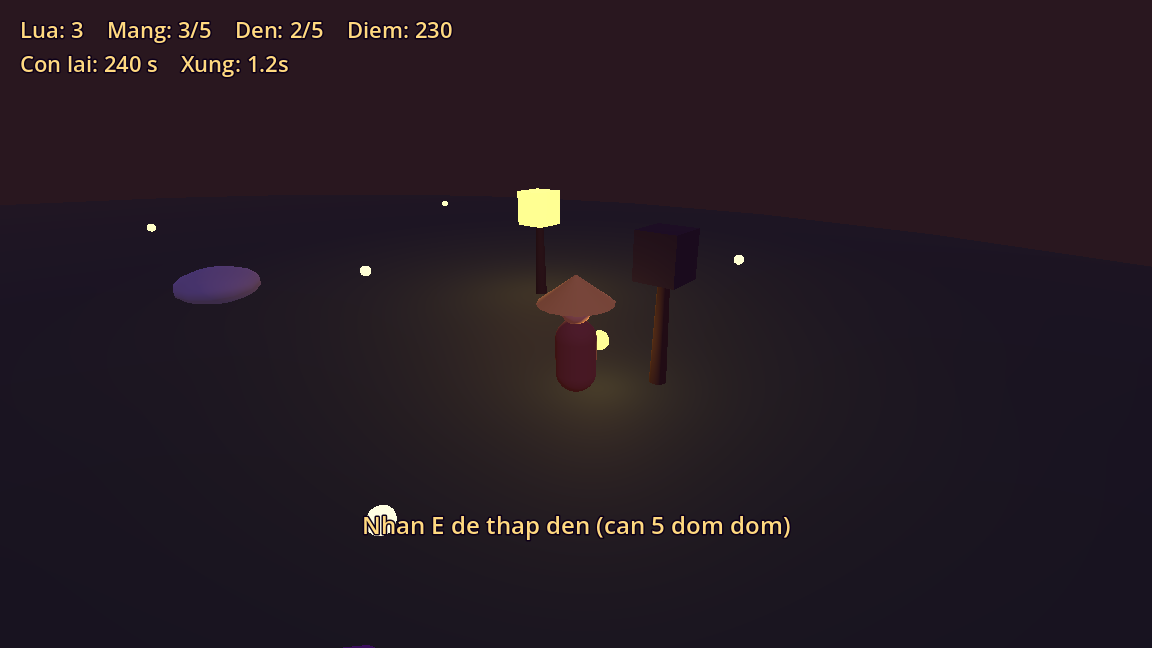 Lua: 3 Mang: 3/5 Den: 2/5 Diem: 230
Con lai: 240 s Xung: 1.2s
Nhan E de thap den (can 5 dom dom)